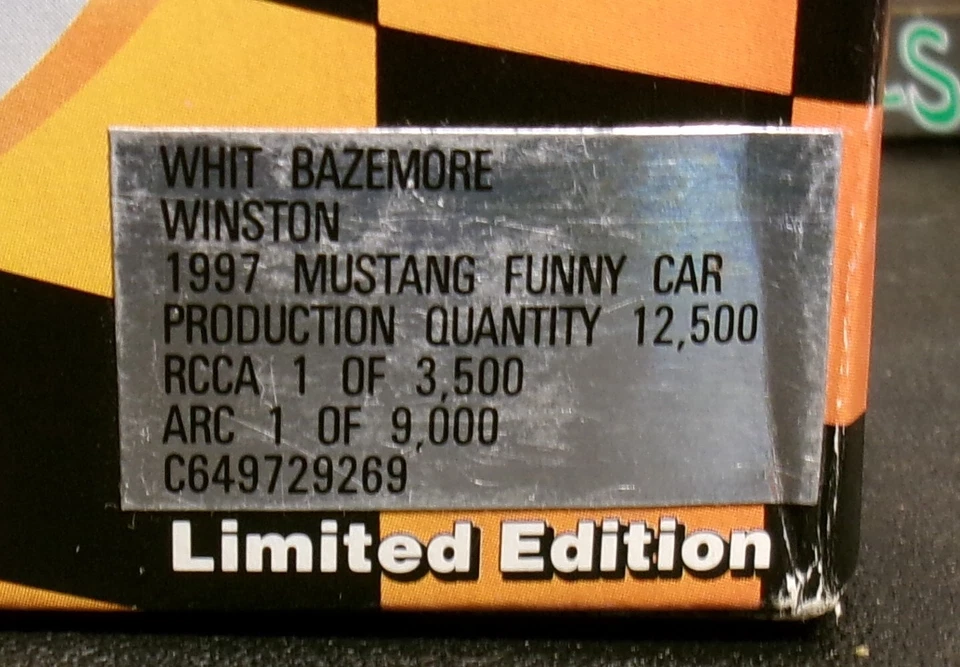 WHIT BAZEMORE
WINSTON
1997 MUSTANG FUNNY CAR
PRODUCTION QUANTITY 12,500
RCCA 1 OF 3,500
ARC 1 OF 9,000
C649729269
Limited Edition
-S